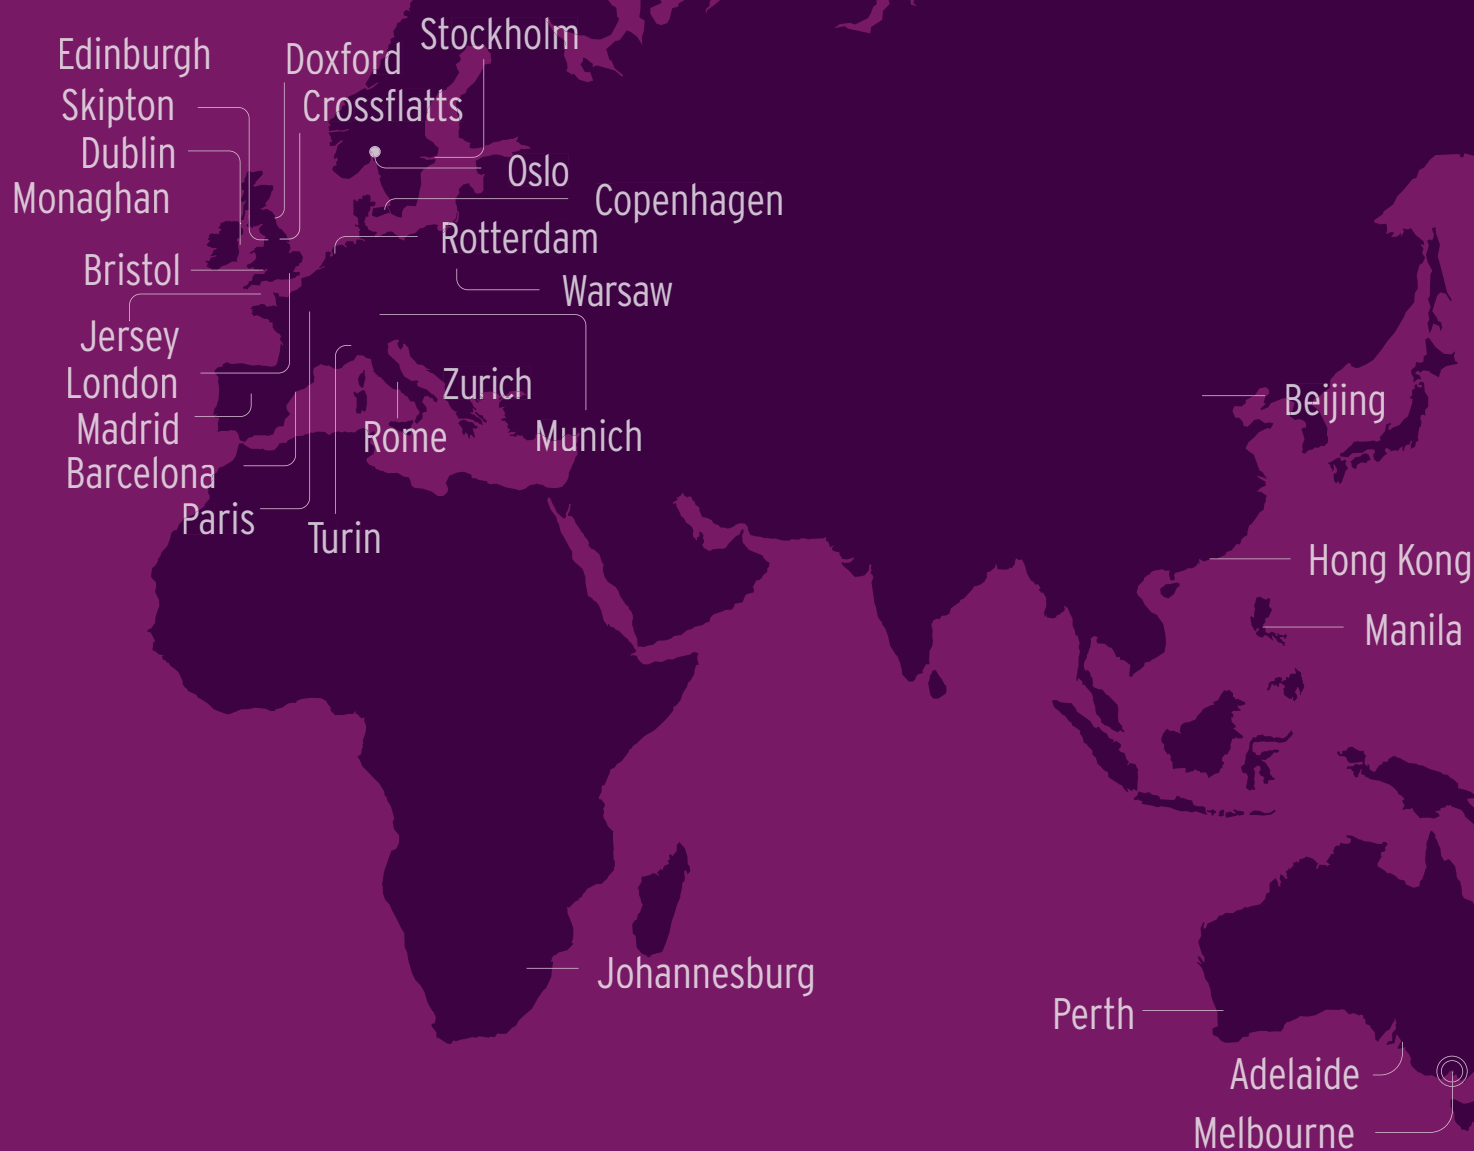 Stockholm
Edinburgh
Doxford
Skipton
Crossflatts
Dublin
Oslo
Monaghan
Copenhagen
Rotterdam
Bristol
Warsaw
Jersey
London
Zurich
Beijing
Madrid
Rome
Munich
Barcelona
Paris
Turin
Hong Kong
Manila
Johannesburg
Perth
Adelaide
Melbourne